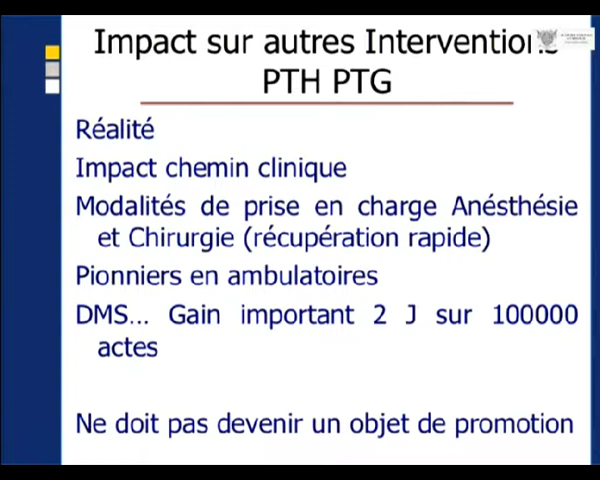 Impact sur autres Interventions
PTH PTG
Réalité
Impact chemin clinique
Modalités de prise en charge Anésthésie
et Chirurgie (récupération rapide)
Pionniers en ambulatoires
DMS... Gain important 2 J sur 100000
actes
Ne doit pas devenir un objet de promotion